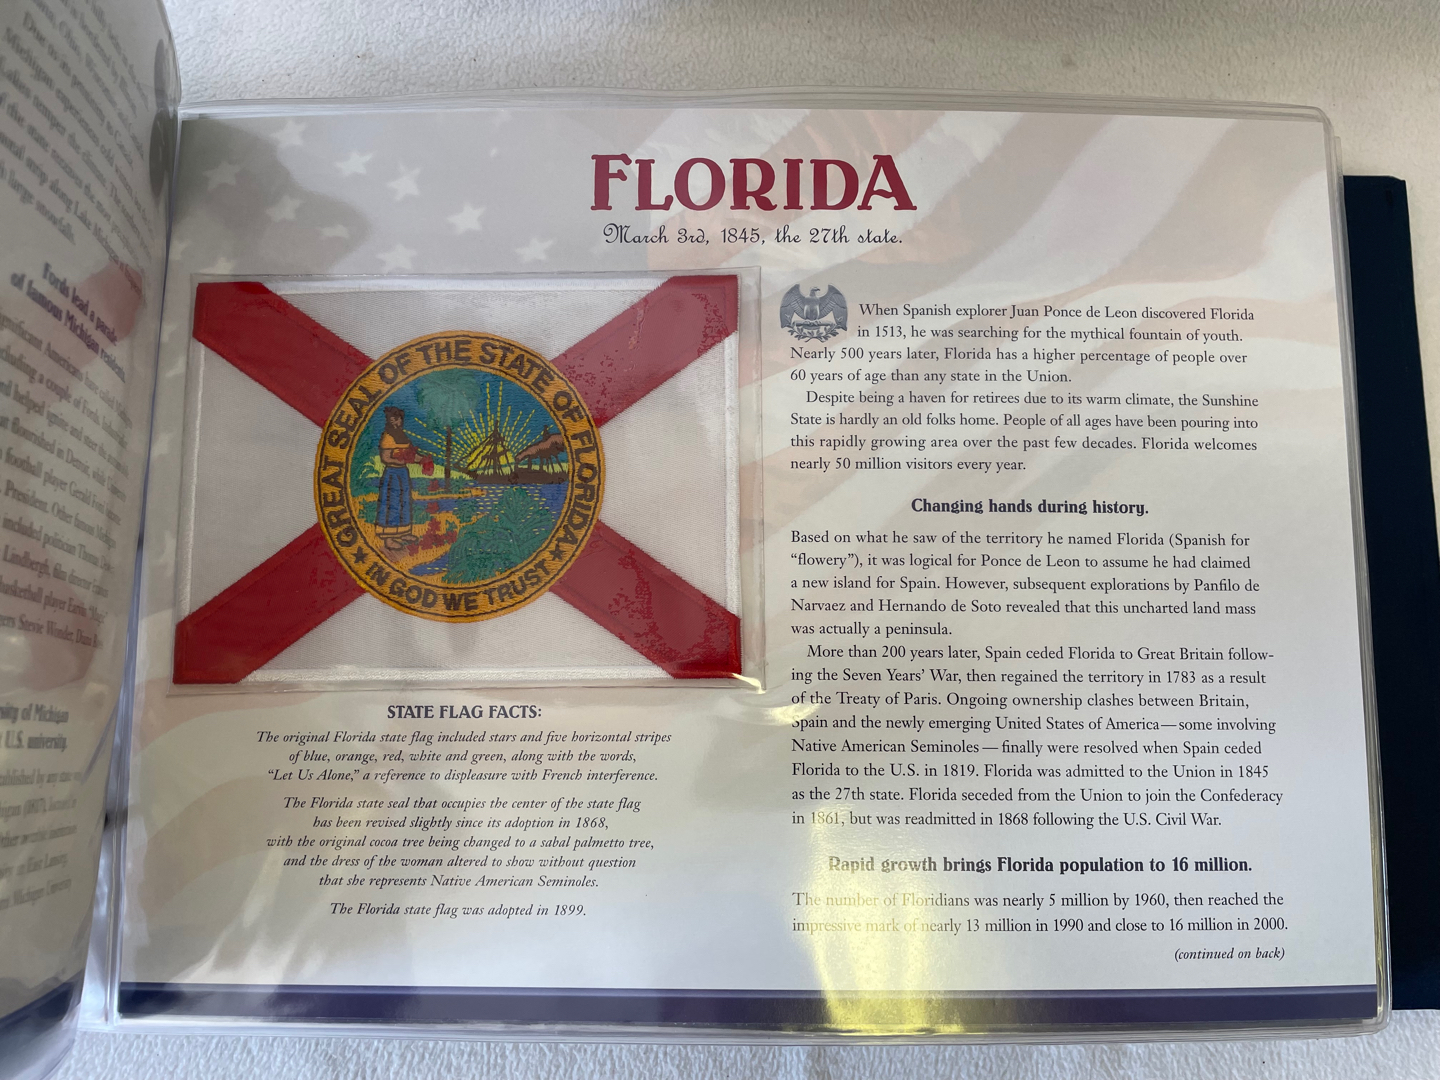 Fords lead a parade
of famous Michigan residents.
FLORIDA
March 3rd, 1845, the 27th state.
GREAT SEAL OF THE STATE OF FLORIDA
IN GOD WE TRUST
STATE FLAG FACTS:
The original Florida state flag included stars and five horizontal stripes
of blue, orange, red, white and green, along with the words,
“Let Us Alone,” a reference to displeasure with French interference.
The Florida state seal that occupies the center of the state flag
has been revised slightly since its adoption in 1868,
with the original cocoa tree being changed to a sabal palmetto tree,
and the dress of the woman altered to show without question
that she represents Native American Seminoles.
The Florida state flag was adopted in 1899.
When Spanish explorer Juan Ponce de Leon discovered Florida
in 1513, he was searching for the mythical fountain of youth.
Nearly 500 years later, Florida has a higher percentage of people over
60 years of age than any state in the Union.
Despite being a haven for retirees due to its warm climate, the Sunshine
State is hardly an old folks home. People of all ages have been pouring into
this rapidly growing area over the past few decades. Florida welcomes
nearly 50 million visitors every year.
Changing hands during history.
Based on what he saw of the territory he named Florida (Spanish for
“flowery”), it was logical for Ponce de Leon to assume he had claimed
a new island for Spain. However, subsequent explorations by Panfilo de
Narvaez and Hernando de Soto revealed that this uncharted land mass
was actually a peninsula.
More than 200 years later, Spain ceded Florida to Great Britain follow-
ing the Seven Years’ War, then regained the territory in 1783 as a result
of the Treaty of Paris. Ongoing ownership clashes between Britain,
Spain and the newly emerging United States of America—some involving
Native American Seminoles—finally were resolved when Spain ceded
Florida to the U.S. in 1819. Florida was admitted to the Union in 1845
as the 27th state. Florida seceded from the Union to join the Confederacy
in 1861, but was readmitted in 1868 following the U.S. Civil War.
Rapid growth brings Florida population to 16 million.
The number of Floridians was nearly 5 million by 1960, then reached the
impressive mark of nearly 13 million in 1990 and close to 16 million in 2000.
(continued on back)